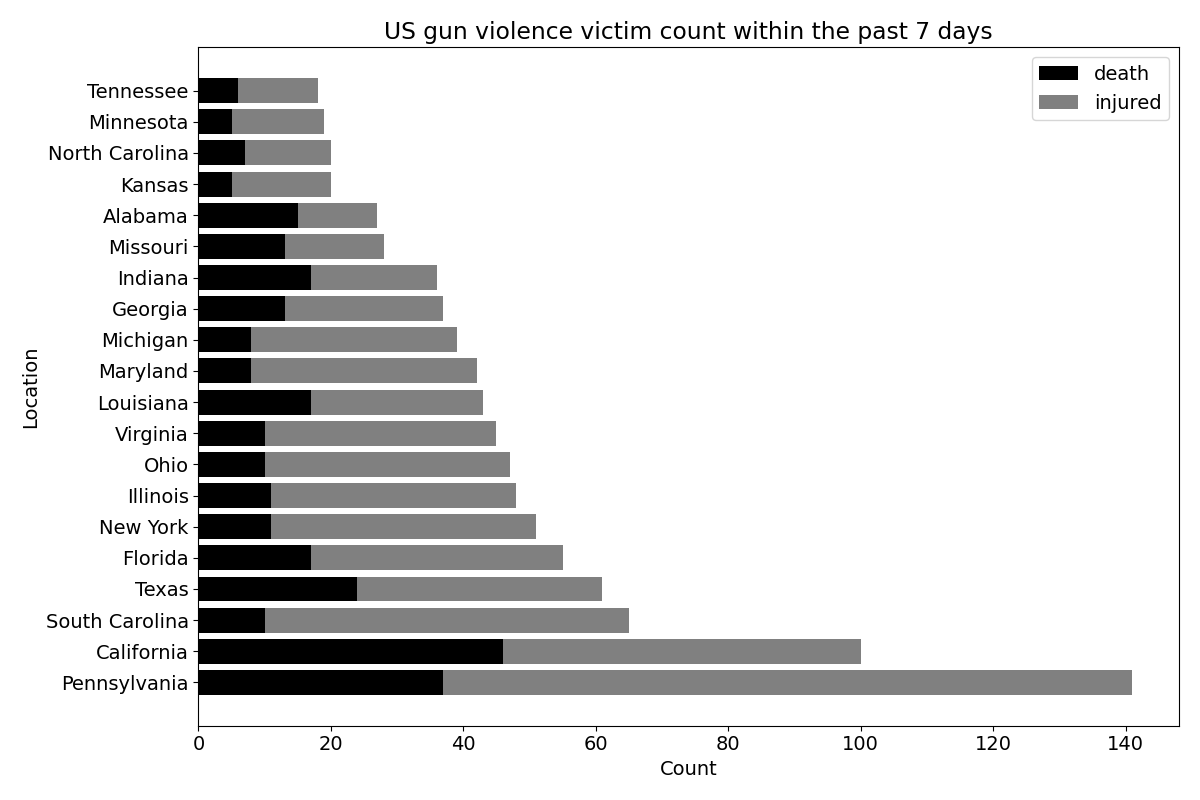 US gun violence victim count within the past 7 days
death
injured
Tennessee
Minnesota
North Carolina
Kansas
Alabama
Missouri
Indiana
Georgia
Michigan
Maryland
Louisiana
Virginia
Ohio
Illinois
New York
Florida
Texas
South Carolina
California
Pennsylvania
Location
0 20 40 60 80 100 120 140
Count